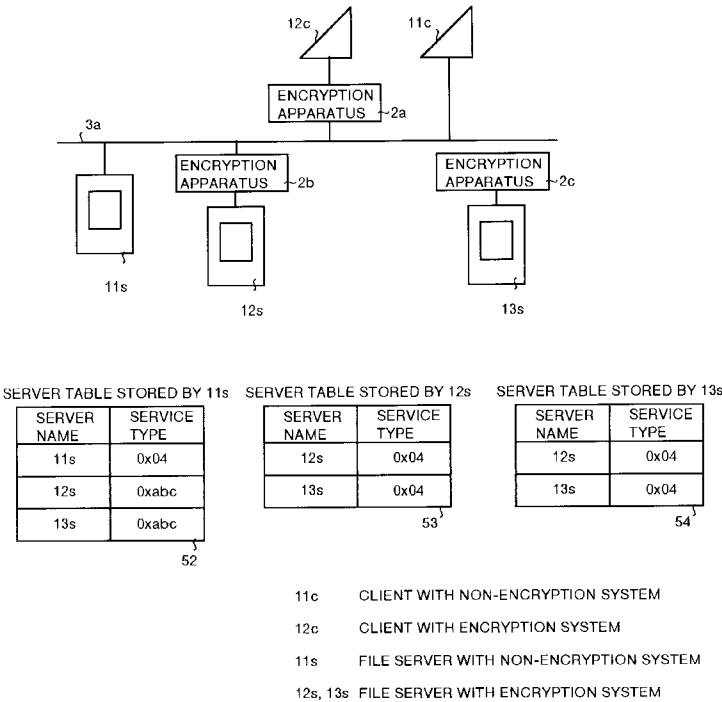 12c
11c
ENCRYPTION
APPARATUS
2a
3a
ENCRYPTION
APPARATUS
2b
ENCRYPTION
APPARATUS
2c
11s
12s
13s
SERVER TABLE STORED BY 11s
SERVER NAME
SERVICE TYPE
11s 0x04
12s 0xabc
13s 0xabc
52
SERVER TABLE STORED BY 12s
SERVER NAME
SERVICE TYPE
12s 0x04
13s 0x04
53
SERVER TABLE STORED BY 13s
SERVER NAME
SERVICE TYPE
12s 0x04
13s 0x04
54
11c CLIENT WITH NON-ENCRYPTION SYSTEM
12c CLIENT WITH ENCRYPTION SYSTEM
11s FILE SERVER WITH NON-ENCRYPTION SYSTEM
12s, 13s FILE SERVER WITH ENCRYPTION SYSTEM